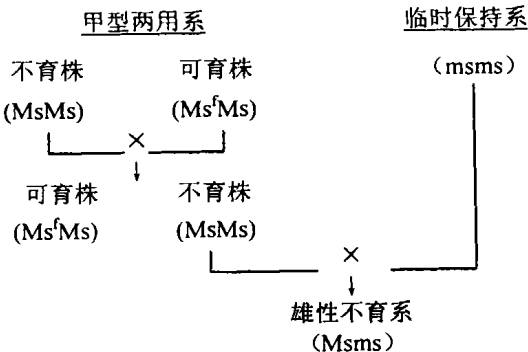 甲型两用系 临时保持系
不育株 可育株 (msms)
(MsMs) (MsᶠMs)
×
可育株 不育株
(MsᶠMs) (MsMs)
×
雄性不育系
(Msms)